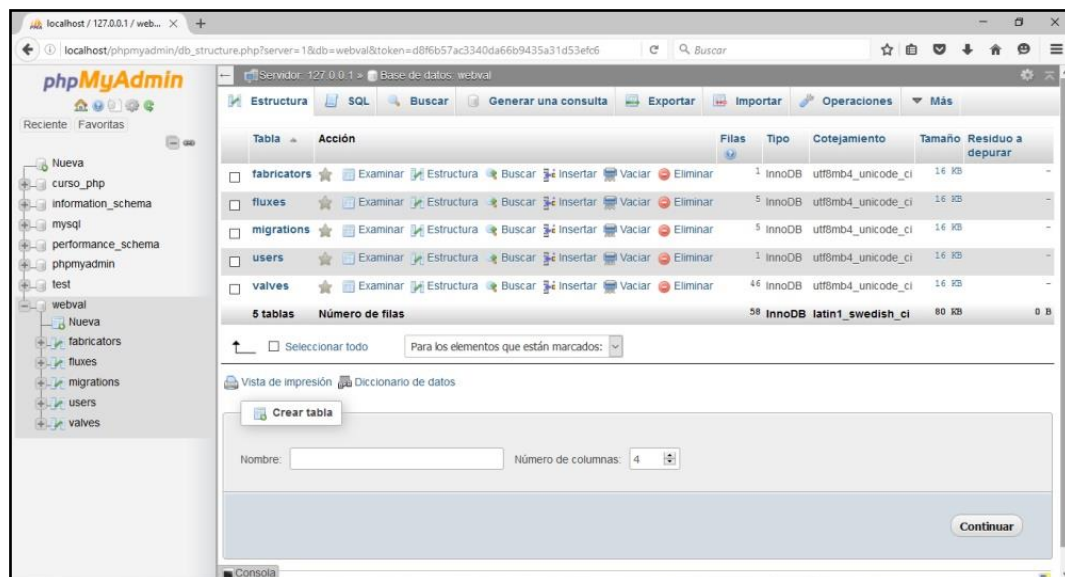 localhost / 127.0.0.1 / web...
localhost/phpmyadmin/db_structure.php?server=1&db=webval&token=d8f6b57ac3340da66b9435a31d53efc6
Buscar
phpMyAdmin
Reciente Favoritas
Nueva
curso_php
information_schema
mysql
performance_schema
phpmyadmin
test
webval
Nueva
fabricators
fluxes
migrations
users
valves
Servidor: 127.0.0.1 » Base de datos: webval
Estructura SQL Buscar Generar una consulta Exportar Importar Operaciones Más
Tabla Acción Filas Tipo Cotejamiento Tamaño Residuo a depurar
fabricators Examinar Estructura Buscar Insertar Vaciar Eliminar 1 InnoDB utf8mb4_unicode_ci 16 KB -
fluxes Examinar Estructura Buscar Insertar Vaciar Eliminar 5 InnoDB utf8mb4_unicode_ci 16 KB -
migrations Examinar Estructura Buscar Insertar Vaciar Eliminar 5 InnoDB utf8mb4_unicode_ci 16 KB -
users Examinar Estructura Buscar Insertar Vaciar Eliminar 1 InnoDB utf8mb4_unicode_ci 16 KB -
valves Examinar Estructura Buscar Insertar Vaciar Eliminar 46 InnoDB utf8mb4_unicode_ci 16 KB -
5 tablas Número de filas 58 InnoDB latin1_swedish_ci 80 KB 0 B
Seleccionar todo Para los elementos que están marcados:
Vista de impresión Diccionario de datos
Crear tabla
Nombre: Número de columnas: 4
Continuar
Consola